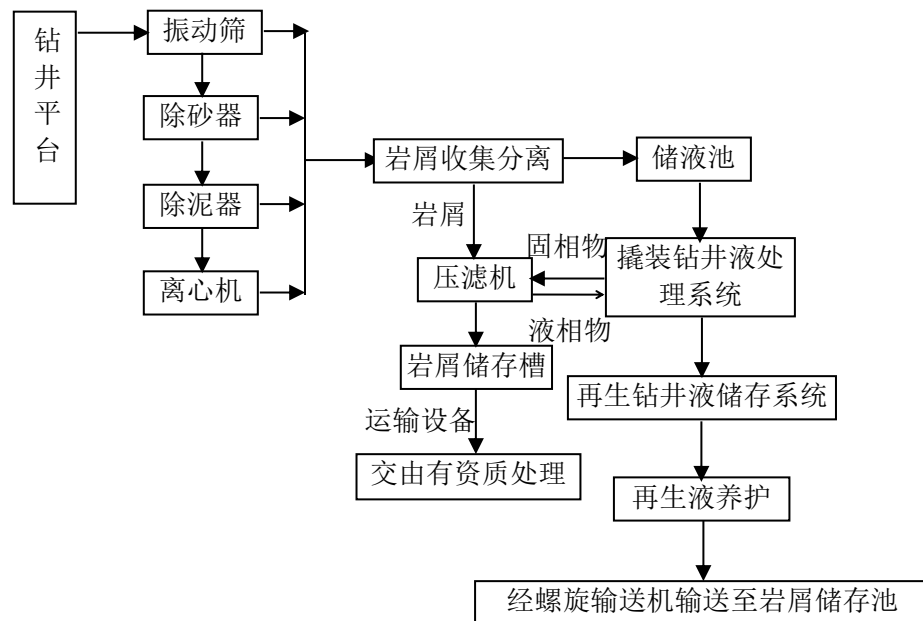 钻井平台
振动筛
除砂器
除泥器
离心机
岩屑收集分离
储液池
岩屑
固相物
压滤机
撬装钻井液处
理系统
液相物
岩屑储存槽
再生钻井液储存系统
运输设备
交由有资质处理
再生液养护
经螺旋输送机输送至岩屑储存池